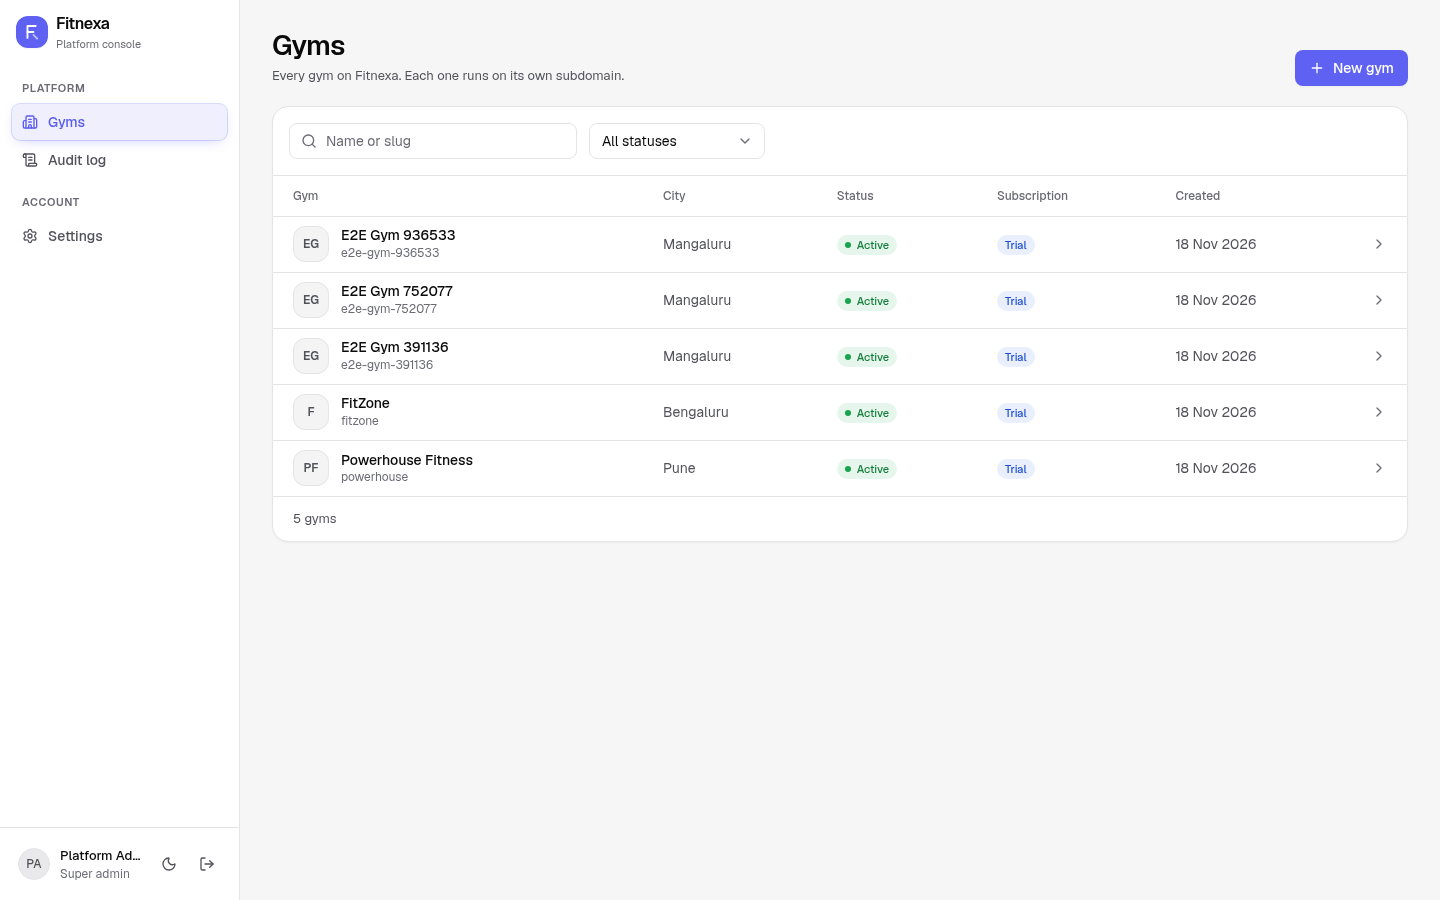 Fitnexa
Platform console
PLATFORM
Gyms
Audit log
ACCOUNT
Settings
Platform Ad...
PA
Super admin
Gyms
Every gym on Fitnexa. Each one runs on its own subdomain.
New gym
Name or slug
All statuses
Gym City Status Subscription Created
EG E2E Gym 936533 Mangaluru Active Trial 18 Nov 2026
e2e-gym-936533
EG E2E Gym 752077 Mangaluru Active Trial 18 Nov 2026
e2e-gym-752077
EG E2E Gym 391136 Mangaluru Active Trial 18 Nov 2026
e2e-gym-391136
F FitZone Bengaluru Active Trial 18 Nov 2026
fitzone
PF Powerhouse Fitness Pune Active Trial 18 Nov 2026
powerhouse
5 gyms